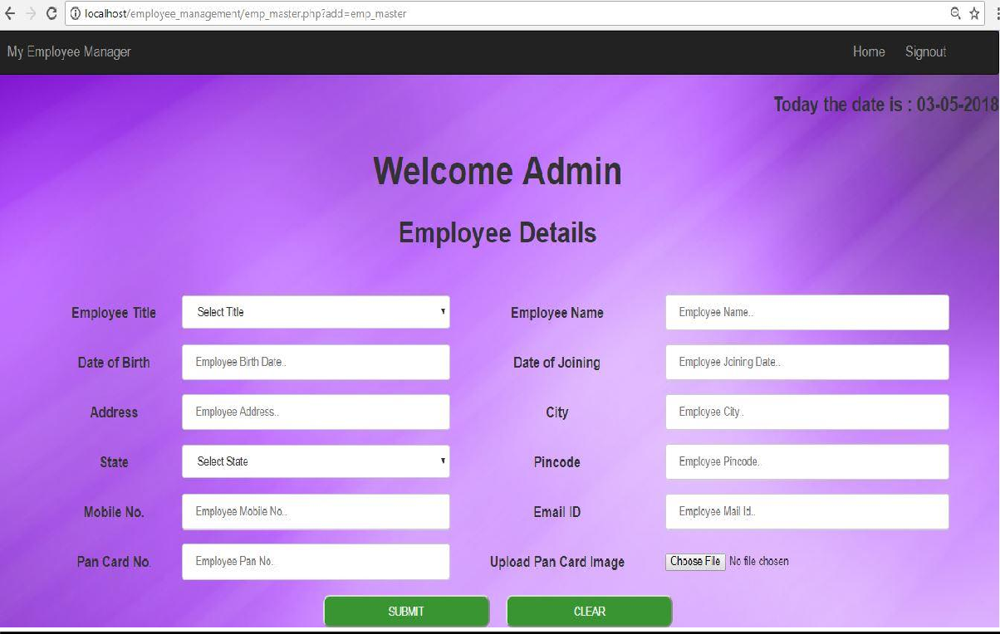 localhost/employee_management/emp_master.php?add=emp_master
My Employee Manager Home Signout
Today the date is : 03-05-2018
Welcome Admin
Employee Details
Employee Title Select Title Employee Name Employee Name..
Date of Birth Employee Birth Date.. Date of Joining Employee Joining Date..
Address Employee Address.. City Employee City..
State Select State Pincode Employee Pincode..
Mobile No. Employee Mobile No.. Email ID Employee Mail Id..
Pan Card No. Employee Pan No.. Upload Pan Card Image Choose File No file chosen
SUBMIT CLEAR